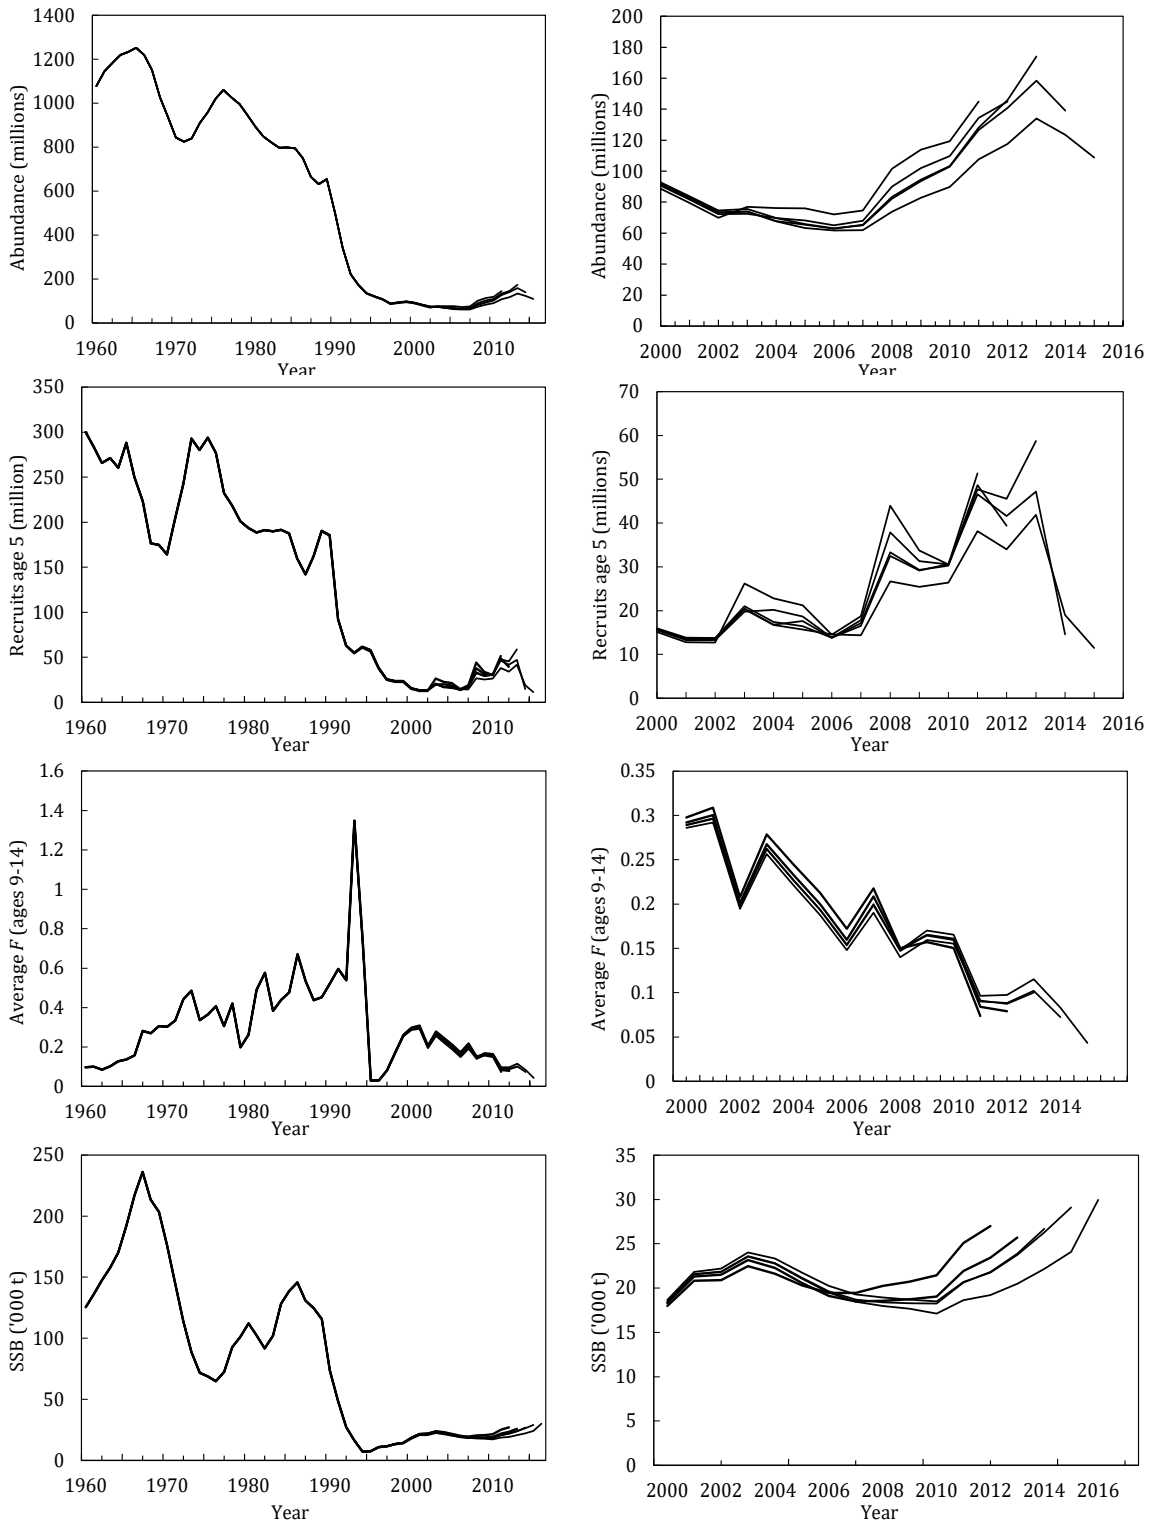 Abundance (millions)
1400
1200
1000
800
600
400
200
0
1960 1970 1980 1990 2000 2010
Year
Abundance (millions)
200
180
160
140
120
100
80
60
40
20
0
2000 2002 2004 2006 2008 2010 2012 2014 2016
Year
Recruits age 5 (million)
350
300
250
200
150
100
50
0
1960 1970 1980 1990 2000 2010
Year
Recruits age 5 (millions)
70
60
50
40
30
20
10
0
2000 2002 2004 2006 2008 2010 2012 2014 2016
Year
Average F (ages 9-14)
1.6
1.4
1.2
1
0.8
0.6
0.4
0.2
0
1960 1970 1980 1990 2000 2010
Year
Average F (ages 9-14)
0.35
0.3
0.25
0.2
0.15
0.1
0.05
0
2000 2002 2004 2006 2008 2010 2012 2014
Year
SSB ('000 t)
250
200
150
100
50
0
1960 1970 1980 1990 2000 2010
Year
SSB ('000 t)
35
30
25
20
15
10
5
0
2000 2002 2004 2006 2008 2010 2012 2014 2016
Year